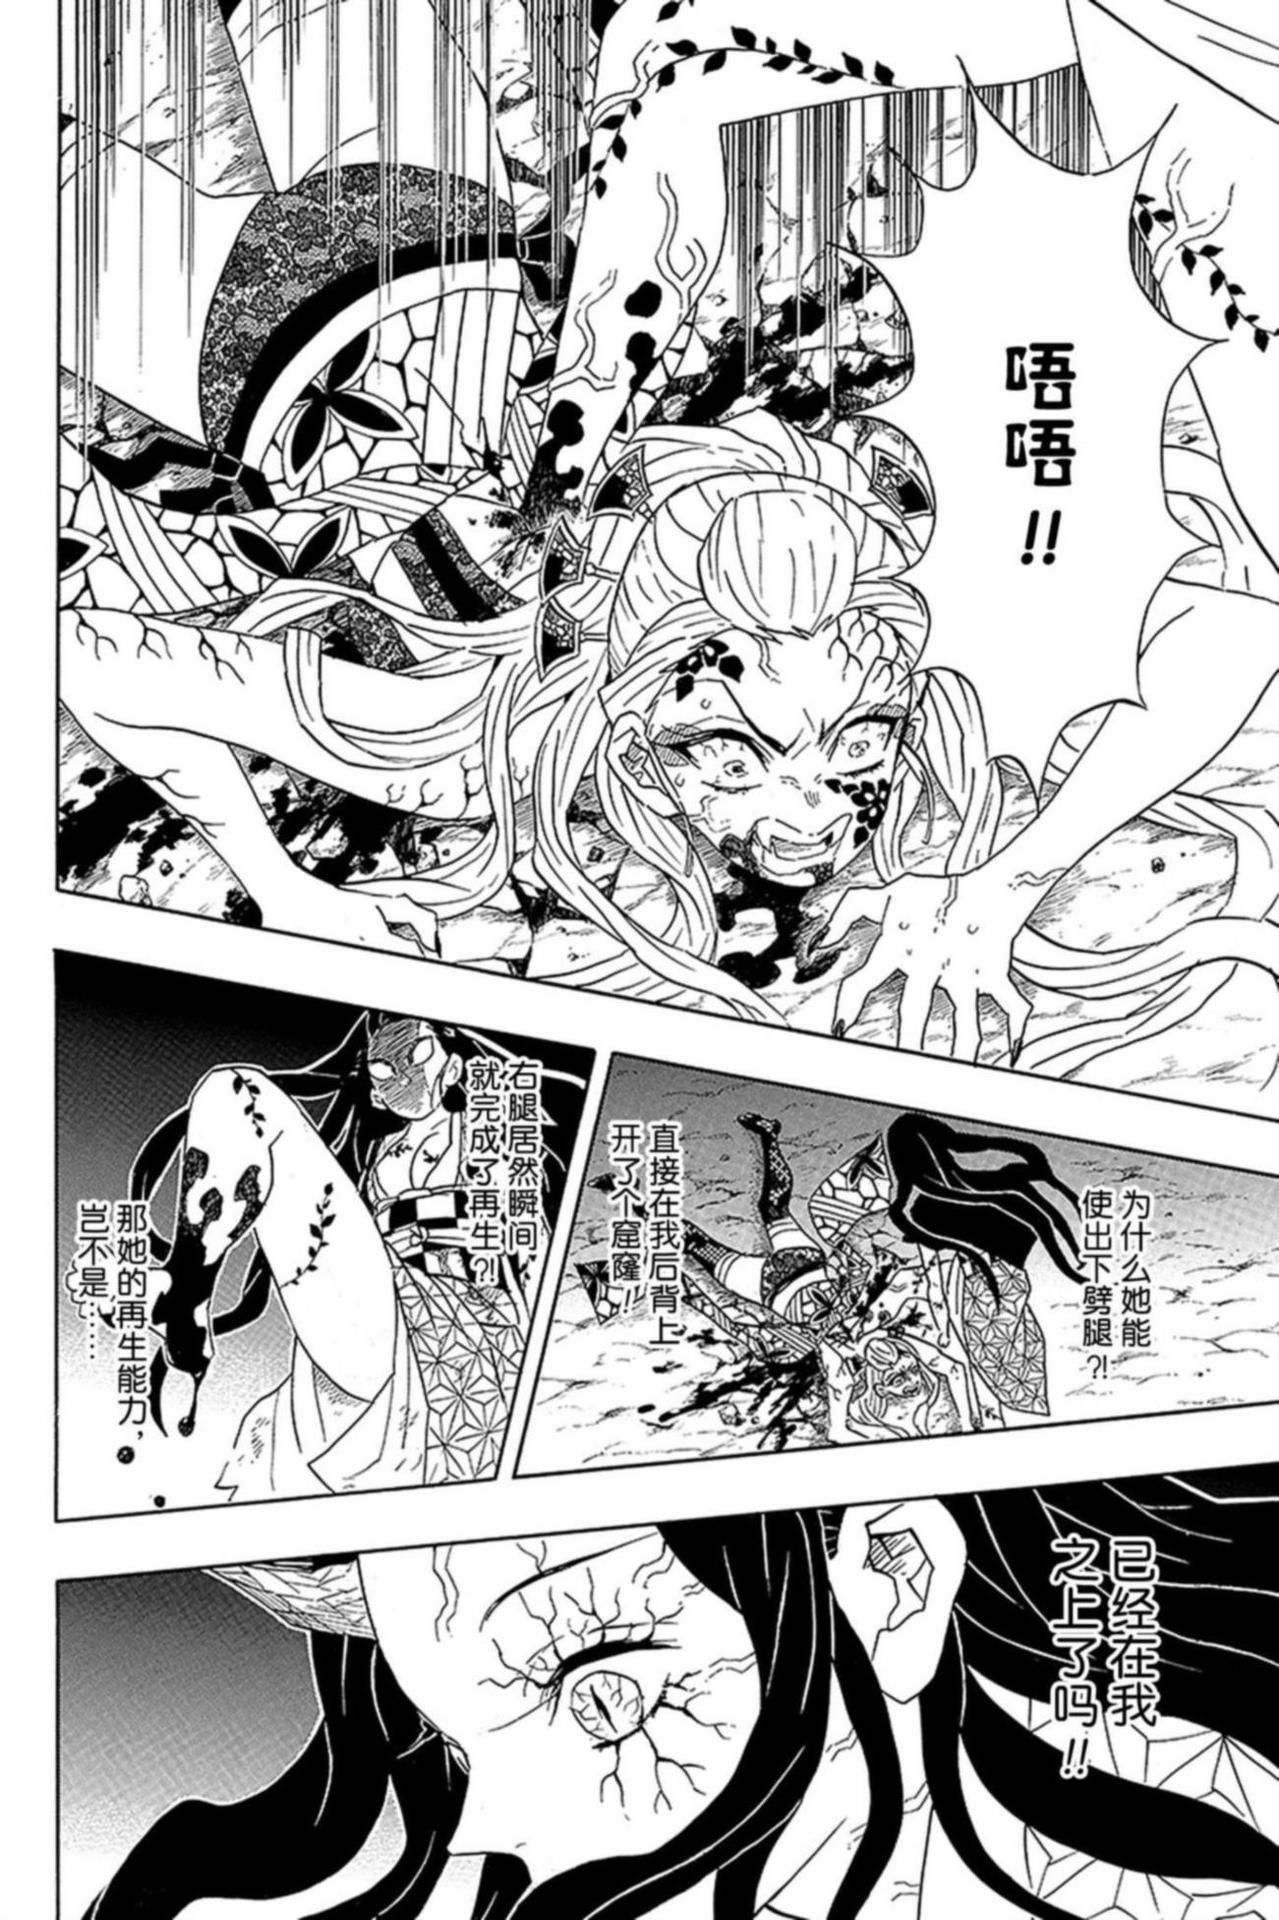 唔
唔!!
为什么她能
使出下劈腿?!
直接在我后背上
开了个窟窿!!
右腿居然瞬间
就完成了再生?!
那她的再生能力，
岂不是……
已经在我
之上了吗!!